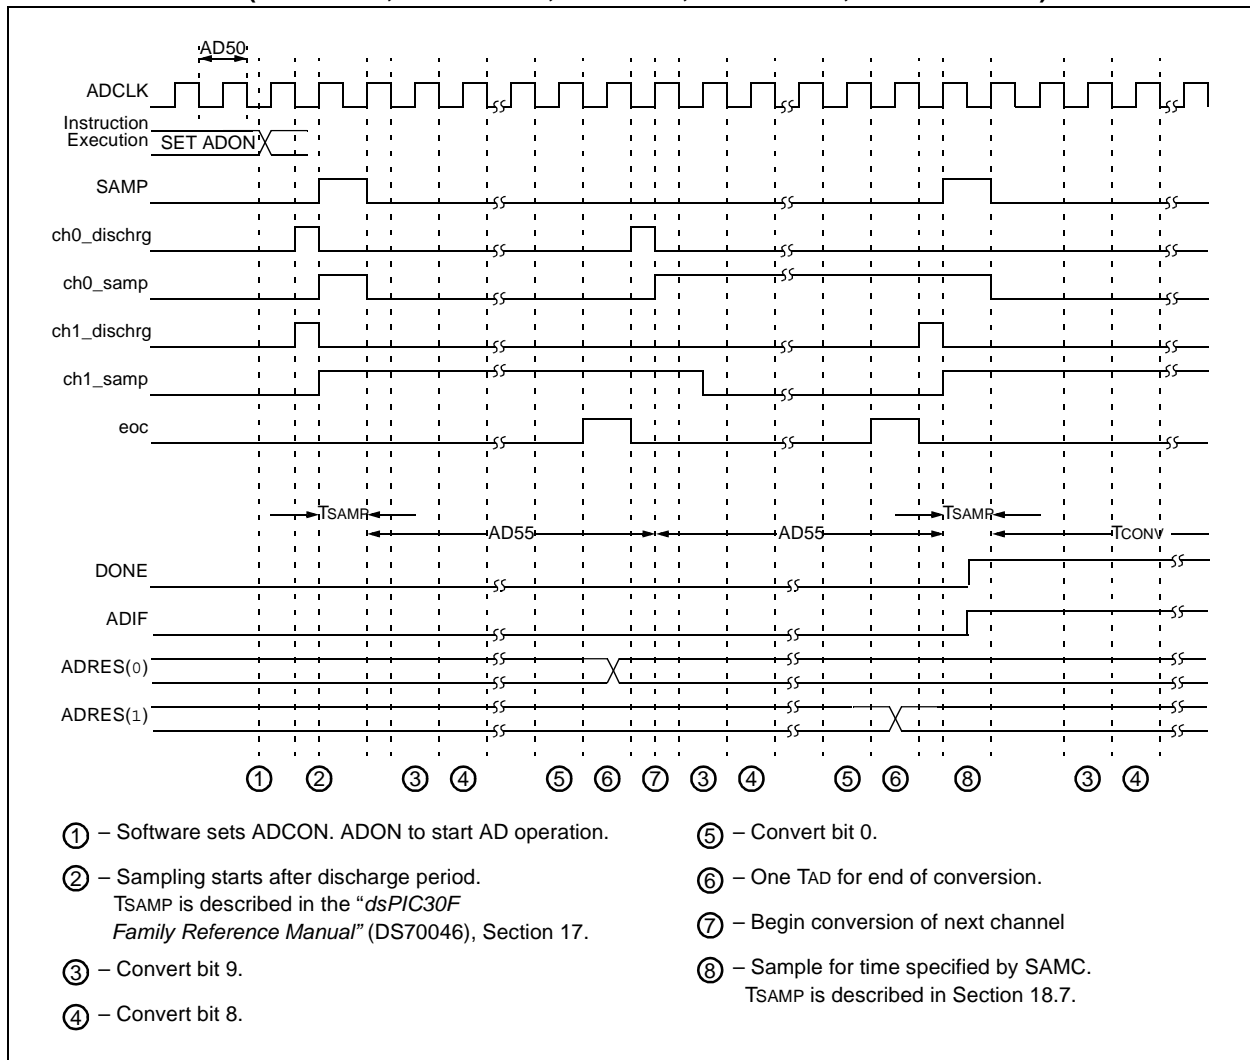 AD50
ADCLK
Instruction
Execution
SET ADON
SAMP
ch0_dischrg
ch0_samp
ch1_dischrg
ch1_samp
eoc
TSAMP
TSAMP
AD55
AD55
TCONV
DONE
ADIF
ADRES(0)
ADRES(1)
1 2 3 4 5 6 7 3 4 5 6 8 3 4
1 – Software sets ADCON. ADON to start AD operation.
2 – Sampling starts after discharge period.
TSAMP is described in the “dsPIC30F
Family Reference Manual” (DS70046), Section 17.
3 – Convert bit 9.
4 – Convert bit 8.
5 – Convert bit 0.
6 – One TAD for end of conversion.
7 – Begin conversion of next channel
8 – Sample for time specified by SAMC.
TSAMP is described in Section 18.7.